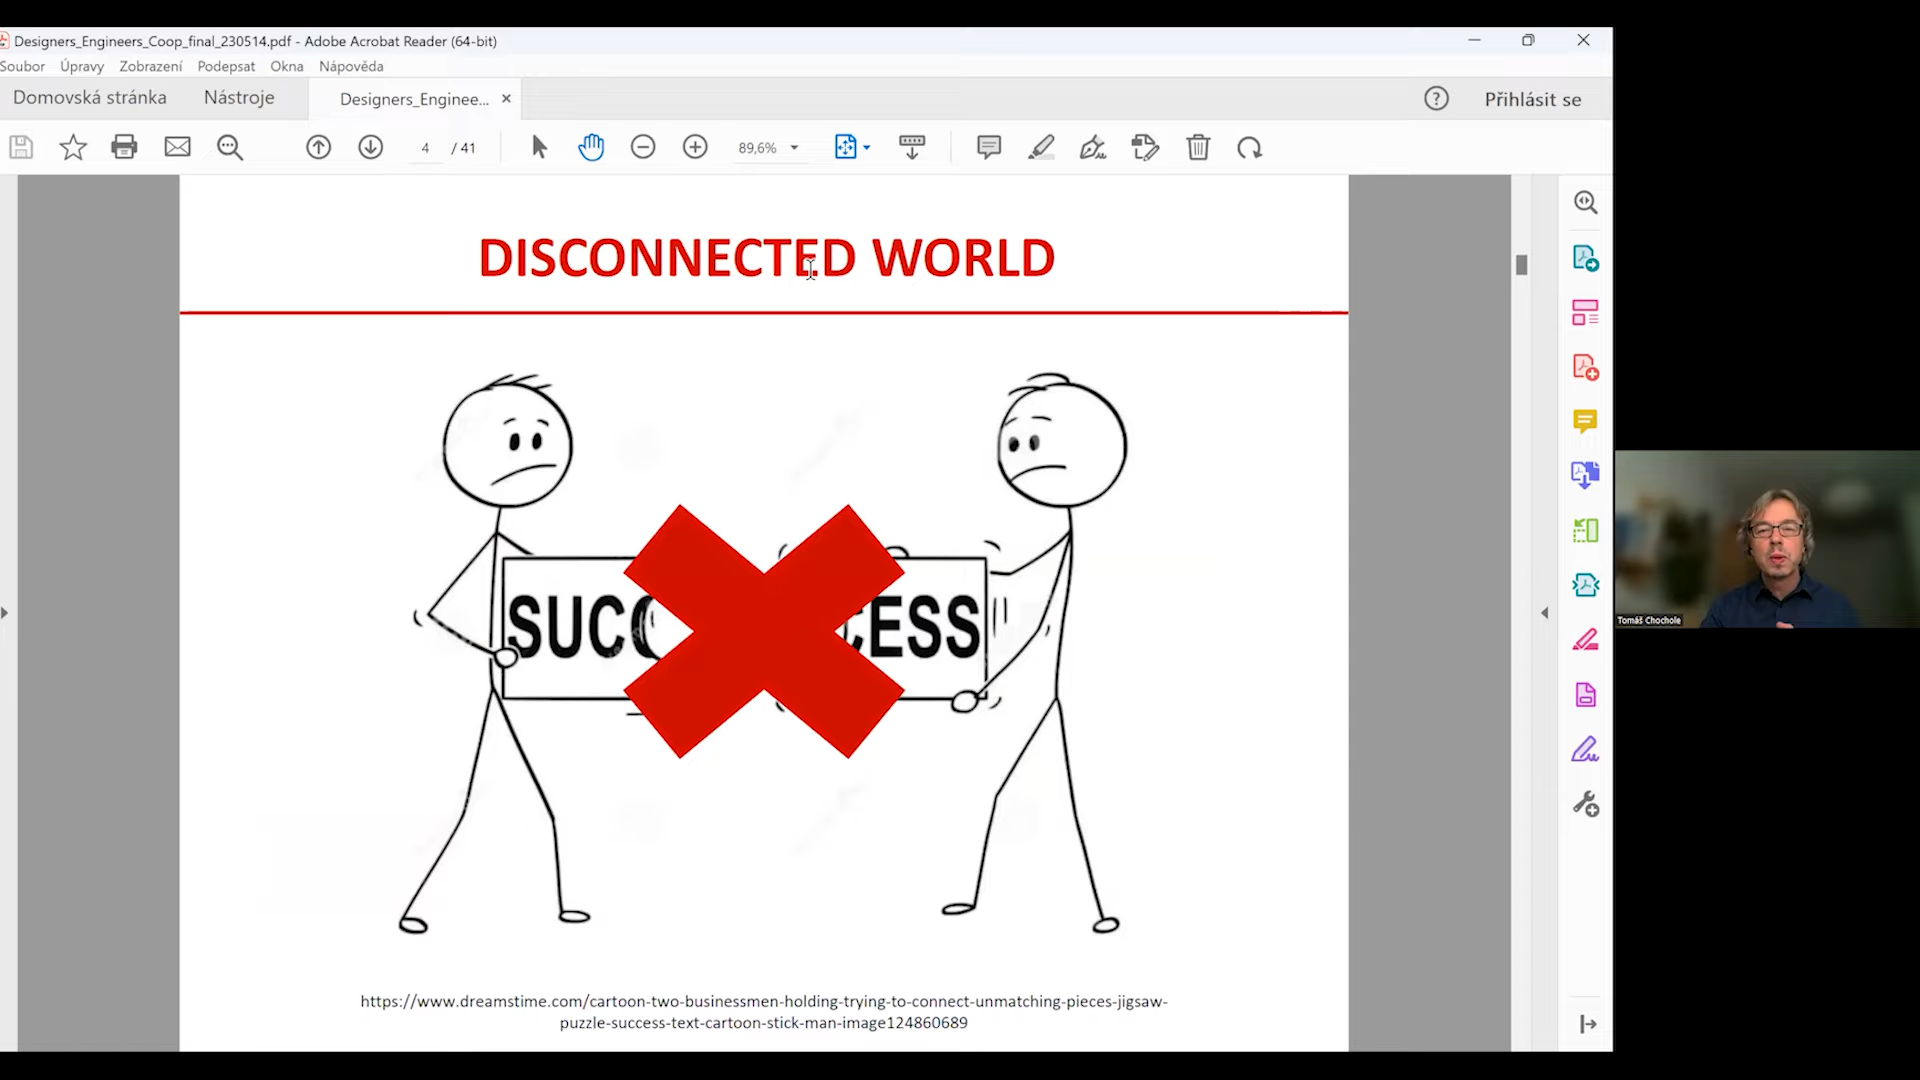 Designers_Engineers_Coop_final_230514.pdf - Adobe Acrobat Reader (64-bit)
Soubor Úpravy Zobrazení Podepsat Okna Nápověda
Domovská stránka Nástroje Designers_Enginee... Přihlásit se
4 / 41 89,6%
DISCONNECTED WORLD
SUCC CESS
https://www.dreamstime.com/cartoon-two-businessmen-holding-trying-to-connect-unmatching-pieces-jigsaw-
puzzle-success-text-cartoon-stick-man-image124860689
Tomáš Chochole